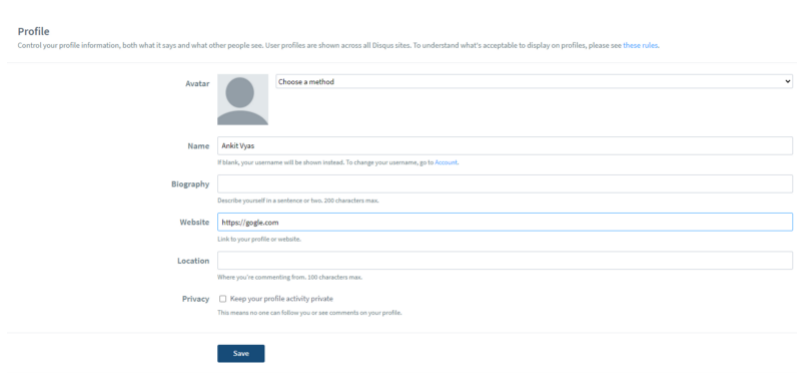 Profile
Control your profile information, both what it says and what other people see. User profiles are shown across all Disqus sites. To understand what's acceptable to display on profiles, please see these rules.
Avatar
Choose a method
Name
Ankit Vyas
If blank, your username will be shown instead. To change your username, go to Account.
Biography
Describe yourself in a sentence or two. 200 characters max.
Website
https://gogle.com
Link to your profile or website.
Location
Where you're commenting from. 100 characters max.
Privacy
Keep your profile activity private
This means no one can follow you or see comments on your profile.
Save